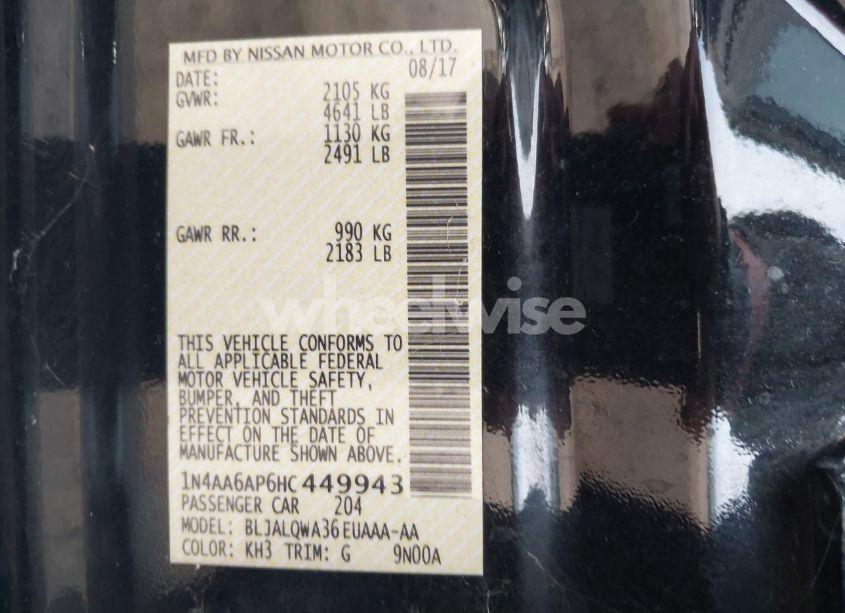 MFD BY NISSAN MOTOR CO., LTD.
DATE: 08/17
GVWR: 2105 KG
4641 LB
GAWR FR.: 1130 KG
2491 LB
GAWR RR.: 990 KG
2183 LB
wheelwise
THIS VEHICLE CONFORMS TO
ALL APPLICABLE FEDERAL
MOTOR VEHICLE SAFETY,
BUMPER, AND THEFT
PREVENTION STANDARDS IN
EFFECT ON THE DATE OF
MANUFACTURE SHOWN ABOVE.
1N4AA6AP6HC449943
PASSENGER CAR 204
MODEL: BLJALQWA36EUAAA-AA
COLOR: KH3 TRIM: G 9N00A